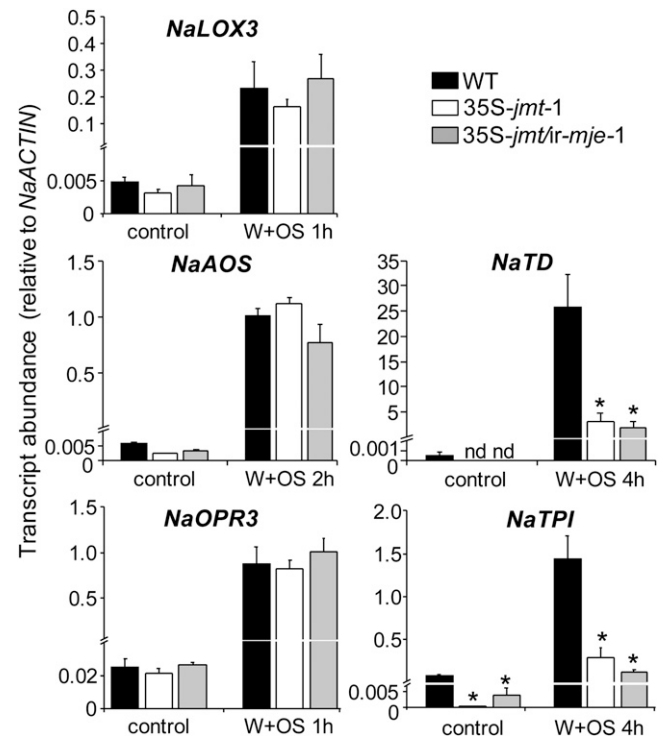 Transcript abundance (relative to NaACTIN)
NaLOX3
0.5
0.4
0.3
0.2
0.1
0.005
0
control W+OS 1h
WT
35S-jmt-1
35S-jmt/ir-mje-1
NaAOS
1.0
0.5
0.005
0
control W+OS 2h
NaTD
35
30
25
20
15
10
5
0.001
0
nd nd
* *
control W+OS 4h
NaOPR3
1.5
1.0
0.5
0.02
0
control W+OS 1h
NaTPI
2.0
1.5
0.5
0.005
0
* *
* *
control W+OS 4h